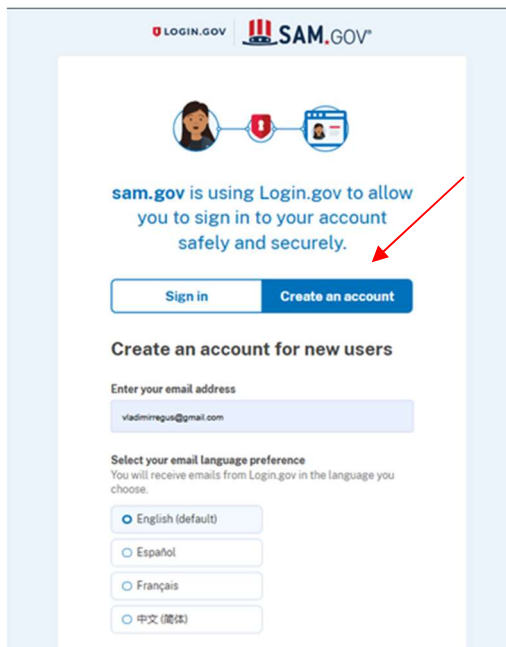 LOGIN.GOV
SAM.GOV®
sam.gov is using Login.gov to allow
you to sign in to your account
safely and securely.
Sign in
Create an account
Create an account for new users
Enter your email address
vladimirregus@gmail.com
Select your email language preference
You will receive emails from Login.gov in the language you
choose.
English (default)
Español
Français
中文 (简体)